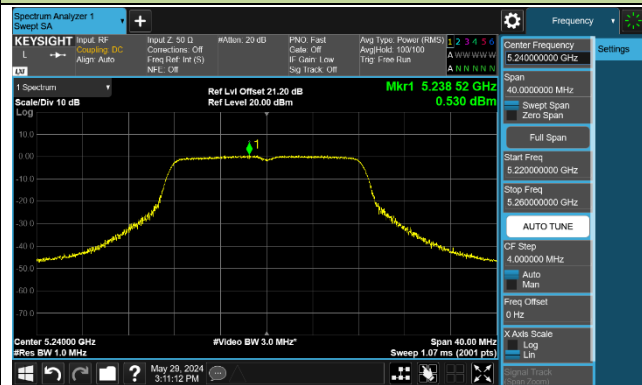 Spectrum Analyzer 1
Swept SA
Frequency
KEYSIGHT
Input: RF
Coupling: DC
Align: Auto
Input Z: 50 Ω
Corrections: Off
Freq Ref: Int (S)
NFE: Off
#Atten: 20 dB
PNO: Fast
Gate: Off
IF Gain: Low
Sig Track: Off
Avg Type: Power (RMS)
Avg|Hold: 100/100
Trig: Free Run
1 2 3 4 5 6
A W W W W W
A N N N N N
L
LXI
Center Frequency
5.240000000 GHz
Settings
Span
40.0000000 MHz
Swept Span
Zero Span
Full Span
Start Freq
5.220000000 GHz
Stop Freq
5.260000000 GHz
AUTO TUNE
CF Step
4.000000 MHz
Auto
Man
Freq Offset
0 Hz
X Axis Scale
Log
Lin
Signal Track
(Span Zoom)
1 Spectrum
Scale/Div 10 dB
Log
Ref Lvl Offset 21.20 dB
Ref Level 20.00 dBm
Mkr1 5.238 52 GHz
0.530 dBm
1
10.0
0.00
-10.0
-20.0
-30.0
-40.0
-50.0
-60.0
-70.0
Center 5.24000 GHz
#Res BW 1.0 MHz
#Video BW 3.0 MHz*
Span 40.00 MHz
Sweep 1.07 ms (2001 pts)
?
May 29, 2024
3:11:12 PM